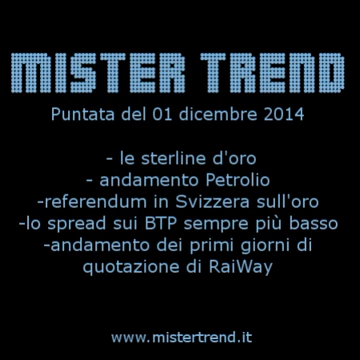 MISTER TREND
Puntata del 01 dicembre 2014
- le sterline d'oro
- andamento Petrolio
-referendum in Svizzera sull'oro
-lo spread sui BTP sempre più basso
-andamento dei primi giorni di
quotazione di RaiWay
www.mistertrend.it